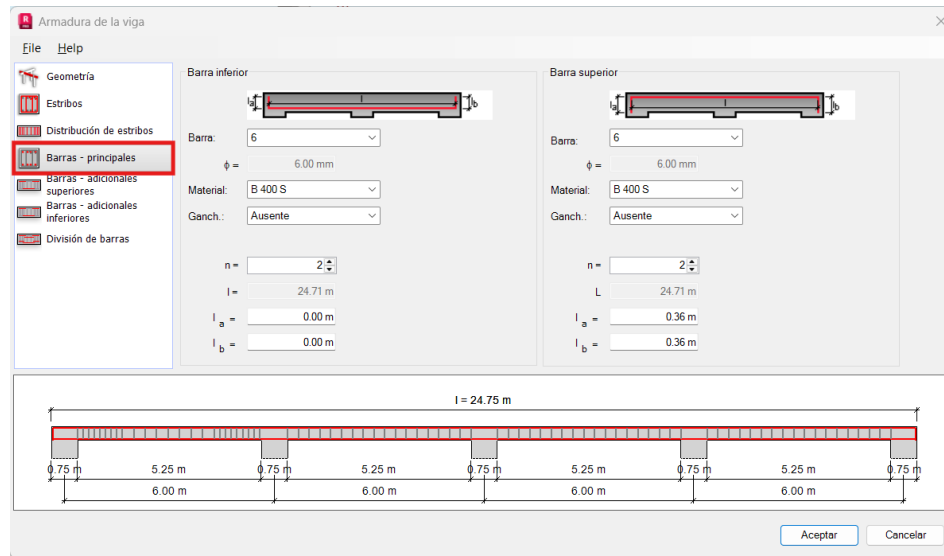 Armadura de la viga
File Help
Geometría
Estribos
Distribución de estribos
Barras - principales
Barras - adicionales
superiores
Barras - adicionales
inferiores
División de barras
Barra inferior
la l lb
Barra: 6
ϕ = 6.00 mm
Material: B 400 S
Ganch.: Ausente
n = 2
l = 24.71 m
l a = 0.00 m
l b = 0.00 m
Barra superior
la l lb
Barra: 6
ϕ = 6.00 mm
Material: B 400 S
Ganch.: Ausente
n = 2
L 24.71 m
l a = 0.36 m
l b = 0.36 m
l = 24.75 m
0.75 m 5.25 m 0.75 m 5.25 m 0.75 m 5.25 m 0.75 m 5.25 m 0.75 m
6.00 m 6.00 m 6.00 m 6.00 m
Aceptar Cancelar